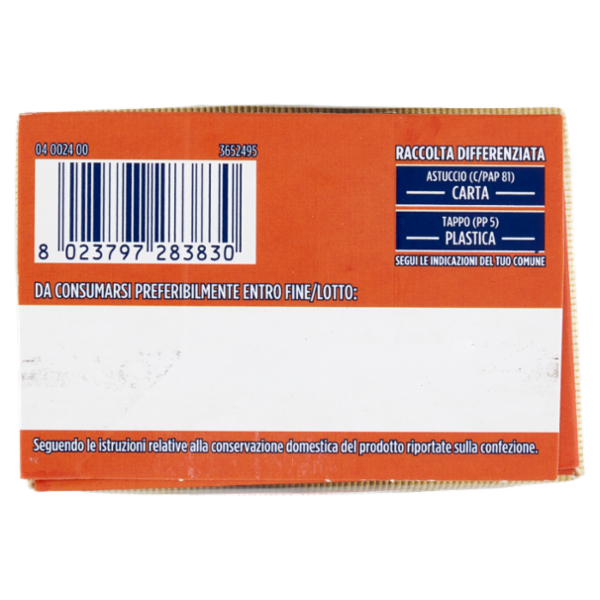 04 0024 00
3652495
8 023797 283830
RACCOLTA DIFFERENZIATA
ASTUCCIO (C/PAP 81)
CARTA
TAPPO (PP 5)
PLASTICA
SEGUI LE INDICAZIONI DEL TUO COMUNE
DA CONSUMARSI PREFERIBILMENTE ENTRO FINE/LOTTO:
Seguendo le istruzioni relative alla conservazione domestica del prodotto riportate sulla confezione.